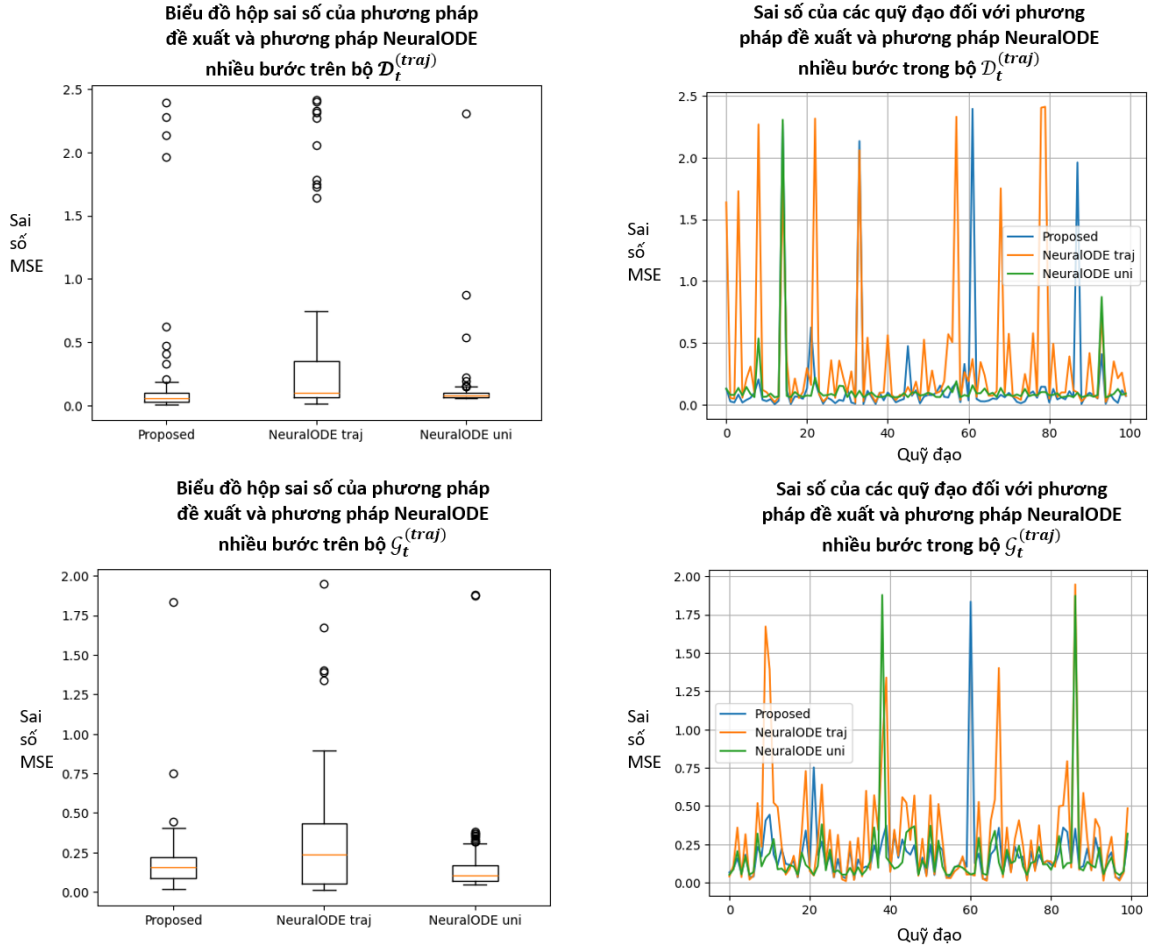 Biểu đồ hộp sai số của phương pháp
đề xuất và phương pháp NeuralODE
nhiều bước trên bộ 𝓓ₜ^(traj)
2.5
2.0
1.5
1.0
0.5
0.0
Sai
số
MSE
Proposed
NeuralODE traj
NeuralODE uni
Sai số của các quỹ đạo đối với phương
pháp đề xuất và phương pháp NeuralODE
nhiều bước trong bộ 𝒟ₜ^(traj)
2.5
2.0
1.5
1.0
0.5
0.0
Sai
số
MSE
Proposed
NeuralODE traj
NeuralODE uni
0
20
40
60
80
100
Quỹ đạo
Biểu đồ hộp sai số của phương pháp
đề xuất và phương pháp NeuralODE
nhiều bước trên bộ 𝒢ₜ^(traj)
2.00
1.75
1.50
1.25
1.00
0.75
0.50
0.25
0.00
Sai
số
MSE
Proposed
NeuralODE traj
NeuralODE uni
Sai số của các quỹ đạo đối với phương
pháp đề xuất và phương pháp NeuralODE
nhiều bước trong bộ 𝒢ₜ^(traj)
2.00
1.75
1.50
1.25
1.00
0.75
0.50
0.25
0.00
Sai
số
MSE
Proposed
NeuralODE traj
NeuralODE uni
0
20
40
60
80
100
Quỹ đạo